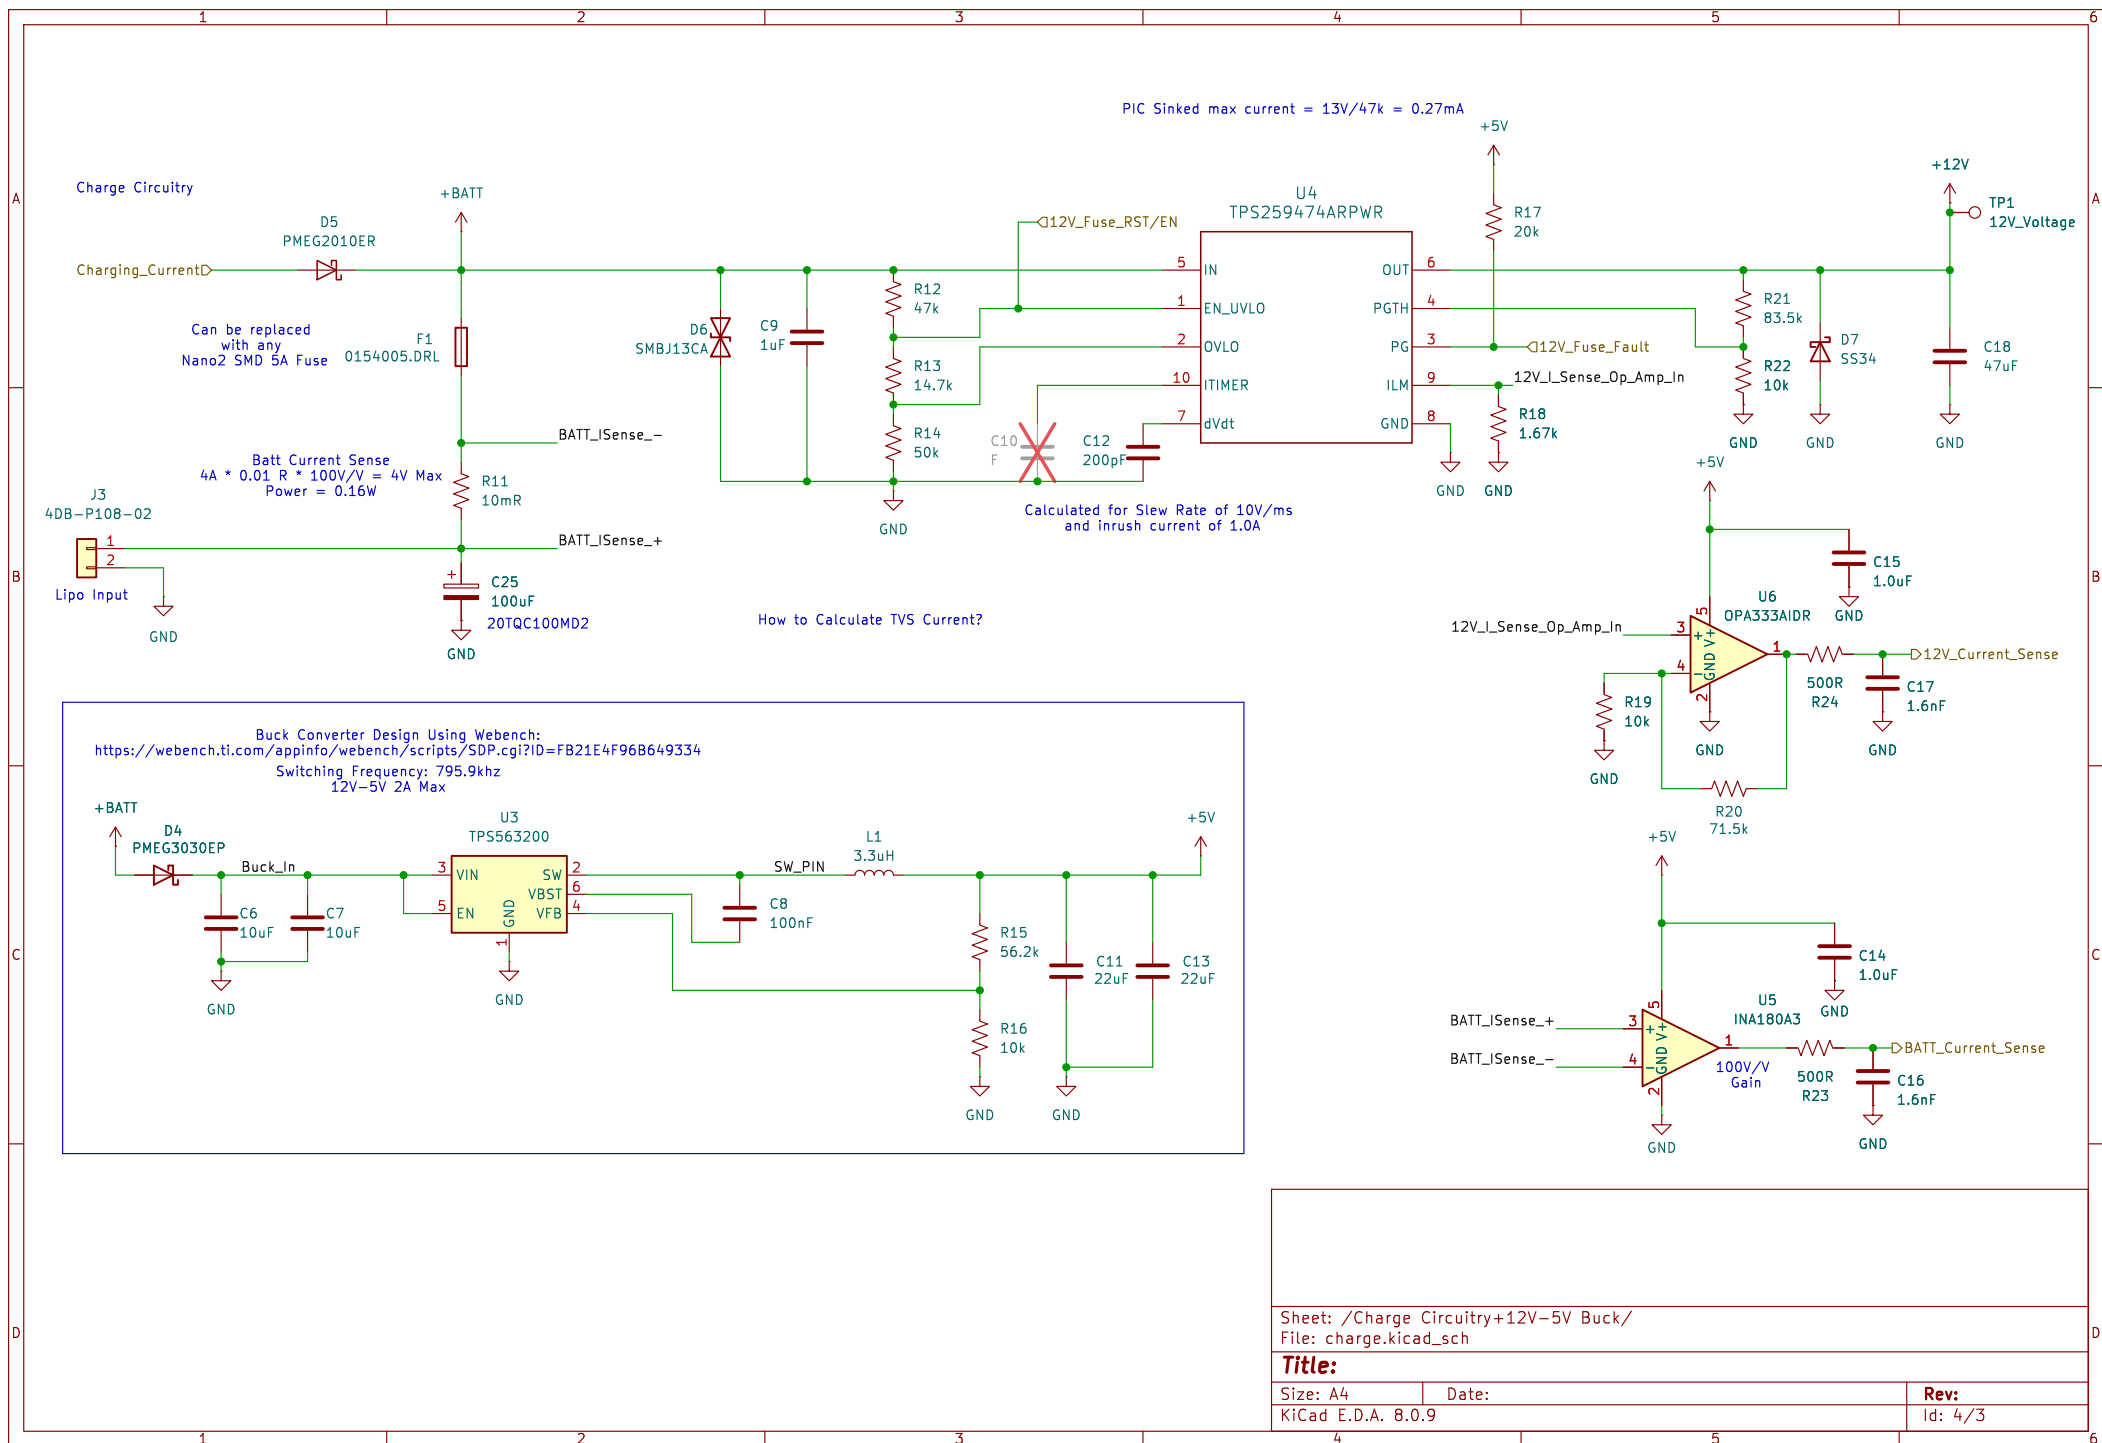 1 2 3 4 5 6
PIC Sinked max current = 13V/47k = 0.27mA
Charge Circuitry
+BATT
D5
PMEG2010ER
Charging_Current
Can be replaced
with any
Nano2 SMD 5A Fuse
F1
0154005.DRL
BATT_ISense_-
Batt Current Sense
4A * 0.01 R * 100V/V = 4V Max
Power = 0.16W
R11
10mR
J3
4DB-P108-02
1
2
Lipo Input
GND
BATT_ISense_+
+
C25
100uF
20TQC100MD2
GND
D6
SMBJ13CA
C9
1uF
R12
47k
R13
14.7k
R14
50k
GND
12V_Fuse_RST/EN
C10
F
C12
200pF
Calculated for Slew Rate of 10V/ms
and inrush current of 1.0A
How to Calculate TVS Current?
U4
TPS259474ARPWR
5 IN
1 EN_UVLO
2 OVLO
10 ITIMER
7 dVdt
OUT 6
PGTH 4
PG 3
ILM 9
GND 8
+5V
R17
20k
12V_Fuse_Fault
12V_I_Sense_Op_Amp_In
R18
1.67k
GND
GND
R21
83.5k
R22
10k
GND
D7
SS34
GND
+12V
TP1
12V_Voltage
C18
47uF
GND
+5V
C15
1.0uF
GND
U6
OPA333AIDR
12V_I_Sense_Op_Amp_In
3 +
4 -
5 V+
2 GND
1
GND
R19
10k
GND
R20
71.5k
500R
R24
12V_Current_Sense
C17
1.6nF
GND
Buck Converter Design Using Webench:
https://webench.ti.com/appinfo/webench/scripts/SDP.cgi?ID=FB21E4F96B649334
Switching Frequency: 795.9khz
12V-5V 2A Max
+BATT
D4
PMEG3030EP
Buck_In
C6
10uF
C7
10uF
GND
U3
TPS563200
3 VIN
5 EN
SW 2
VBST 6
VFB 4
GND 1
GND
SW_PIN
C8
100nF
L1
3.3uH
+5V
R15
56.2k
R16
10k
GND
C11
22uF
C13
22uF
GND
+5V
C14
1.0uF
GND
U5
INA180A3
BATT_ISense_+
BATT_ISense_-
3 +
4 -
5 V+
2 GND
1
GND
100V/V
Gain
500R
R23
BATT_Current_Sense
C16
1.6nF
GND
A A
B B
C C
D D
Sheet: /Charge Circuitry+12V-5V Buck/
File: charge.kicad_sch
Title:
Size: A4 Date: Rev:
KiCad E.D.A. 8.0.9 Id: 4/3
1 2 3 4 5 6